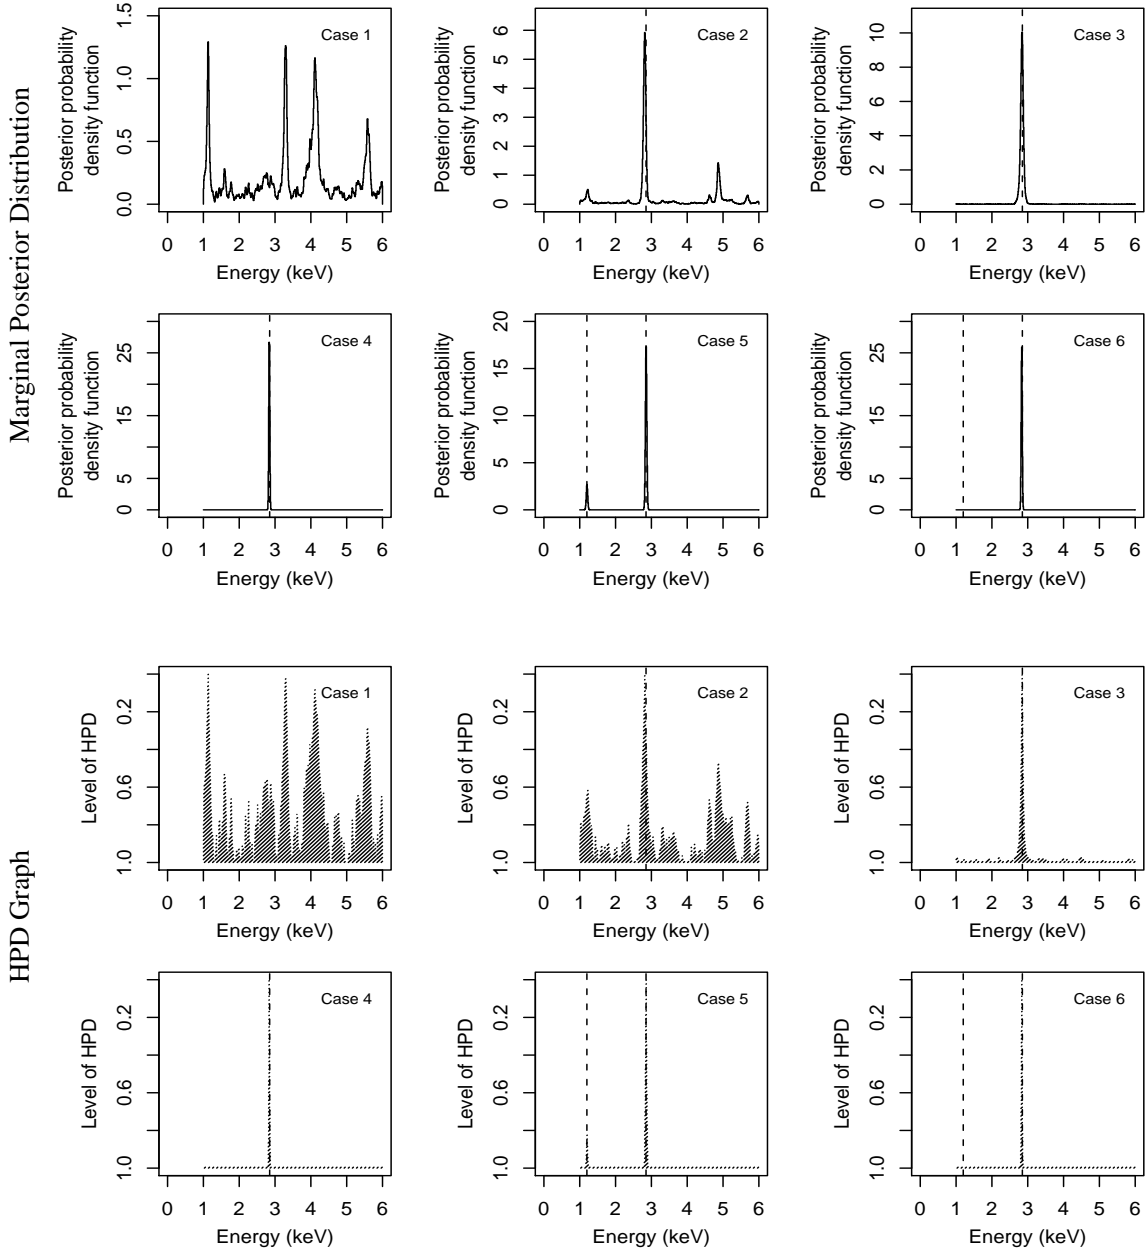 Marginal Posterior Distribution
Posterior probability
density function
0.0 0.5 1.0 1.5
Case 1
0 1 2 3 4 5 6
Energy (keV)
Posterior probability
density function
0 1 2 3 4 5 6
Case 2
0 1 2 3 4 5 6
Energy (keV)
Posterior probability
density function
0 2 4 6 8 10
Case 3
0 1 2 3 4 5 6
Energy (keV)
Posterior probability
density function
0 5 15 25
Case 4
0 1 2 3 4 5 6
Energy (keV)
Posterior probability
density function
0 5 10 15 20
Case 5
0 1 2 3 4 5 6
Energy (keV)
Posterior probability
density function
0 5 15 25
Case 6
0 1 2 3 4 5 6
Energy (keV)
HPD Graph
Level of HPD
1.0 0.6 0.2
Case 1
0 1 2 3 4 5 6
Energy (keV)
Level of HPD
1.0 0.6 0.2
Case 2
0 1 2 3 4 5 6
Energy (keV)
Level of HPD
1.0 0.6 0.2
Case 3
0 1 2 3 4 5 6
Energy (keV)
Level of HPD
1.0 0.6 0.2
Case 4
0 1 2 3 4 5 6
Energy (keV)
Level of HPD
1.0 0.6 0.2
Case 5
0 1 2 3 4 5 6
Energy (keV)
Level of HPD
1.0 0.6 0.2
Case 6
0 1 2 3 4 5 6
Energy (keV)